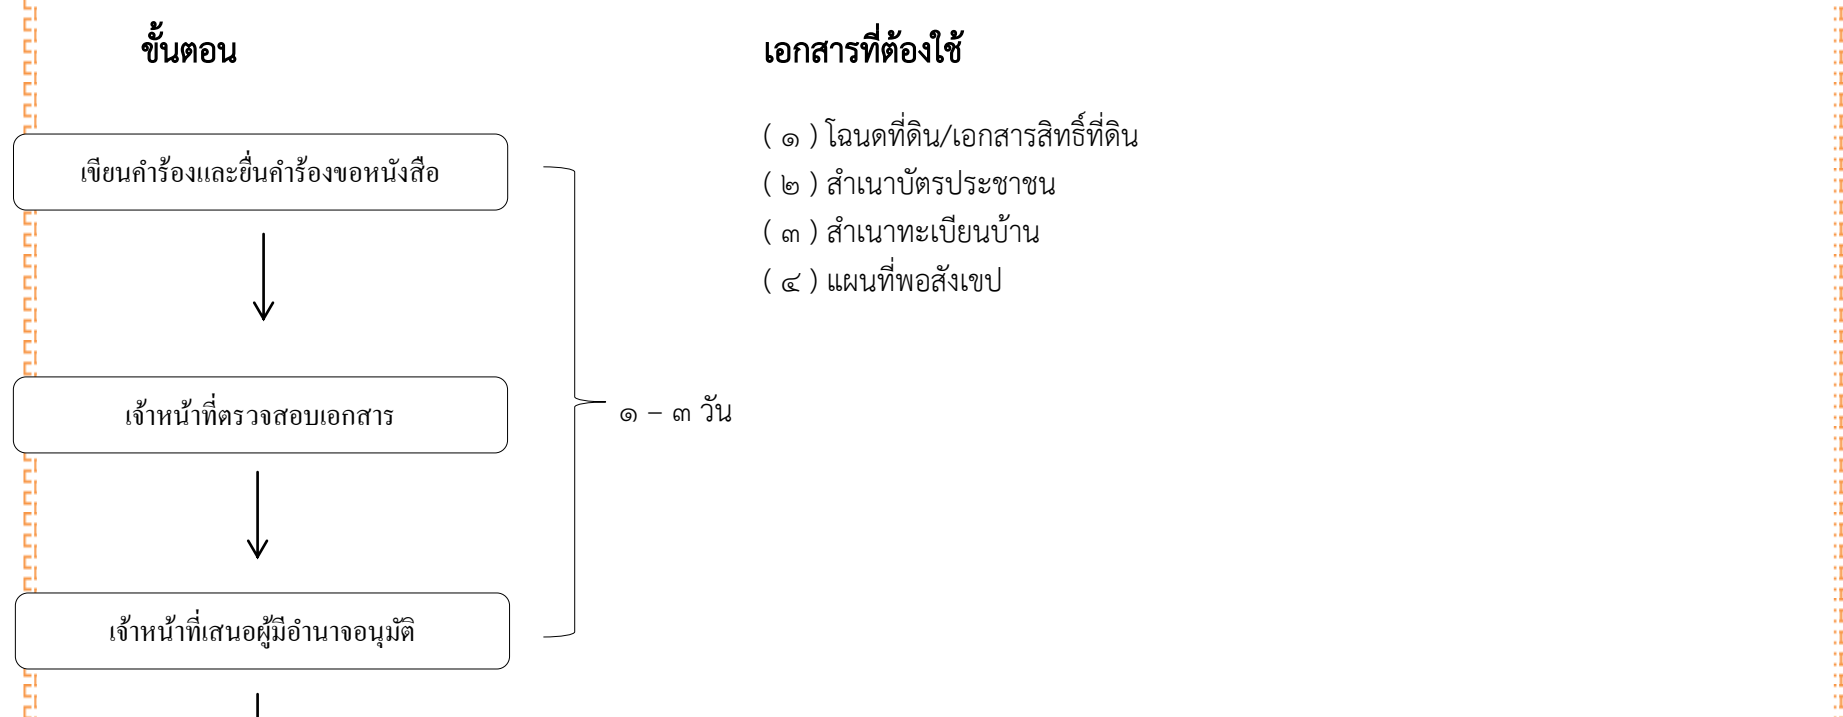 ขั้นตอน
เขียนคำร้องและยื่นคำร้องขอหนังสือ
เจ้าหน้าที่ตรวจสอบเอกสาร
เจ้าหน้าที่เสนอผู้มีอำนาจอนุมัติ
๑ – ๓ วัน
เอกสารที่ต้องใช้
( ๑ ) โฉนดที่ดิน/เอกสารสิทธิ์ที่ดิน
( ๒ ) สำเนาบัตรประชาชน
( ๓ ) สำเนาทะเบียนบ้าน
( ๔ ) แผนที่พอสังเขป